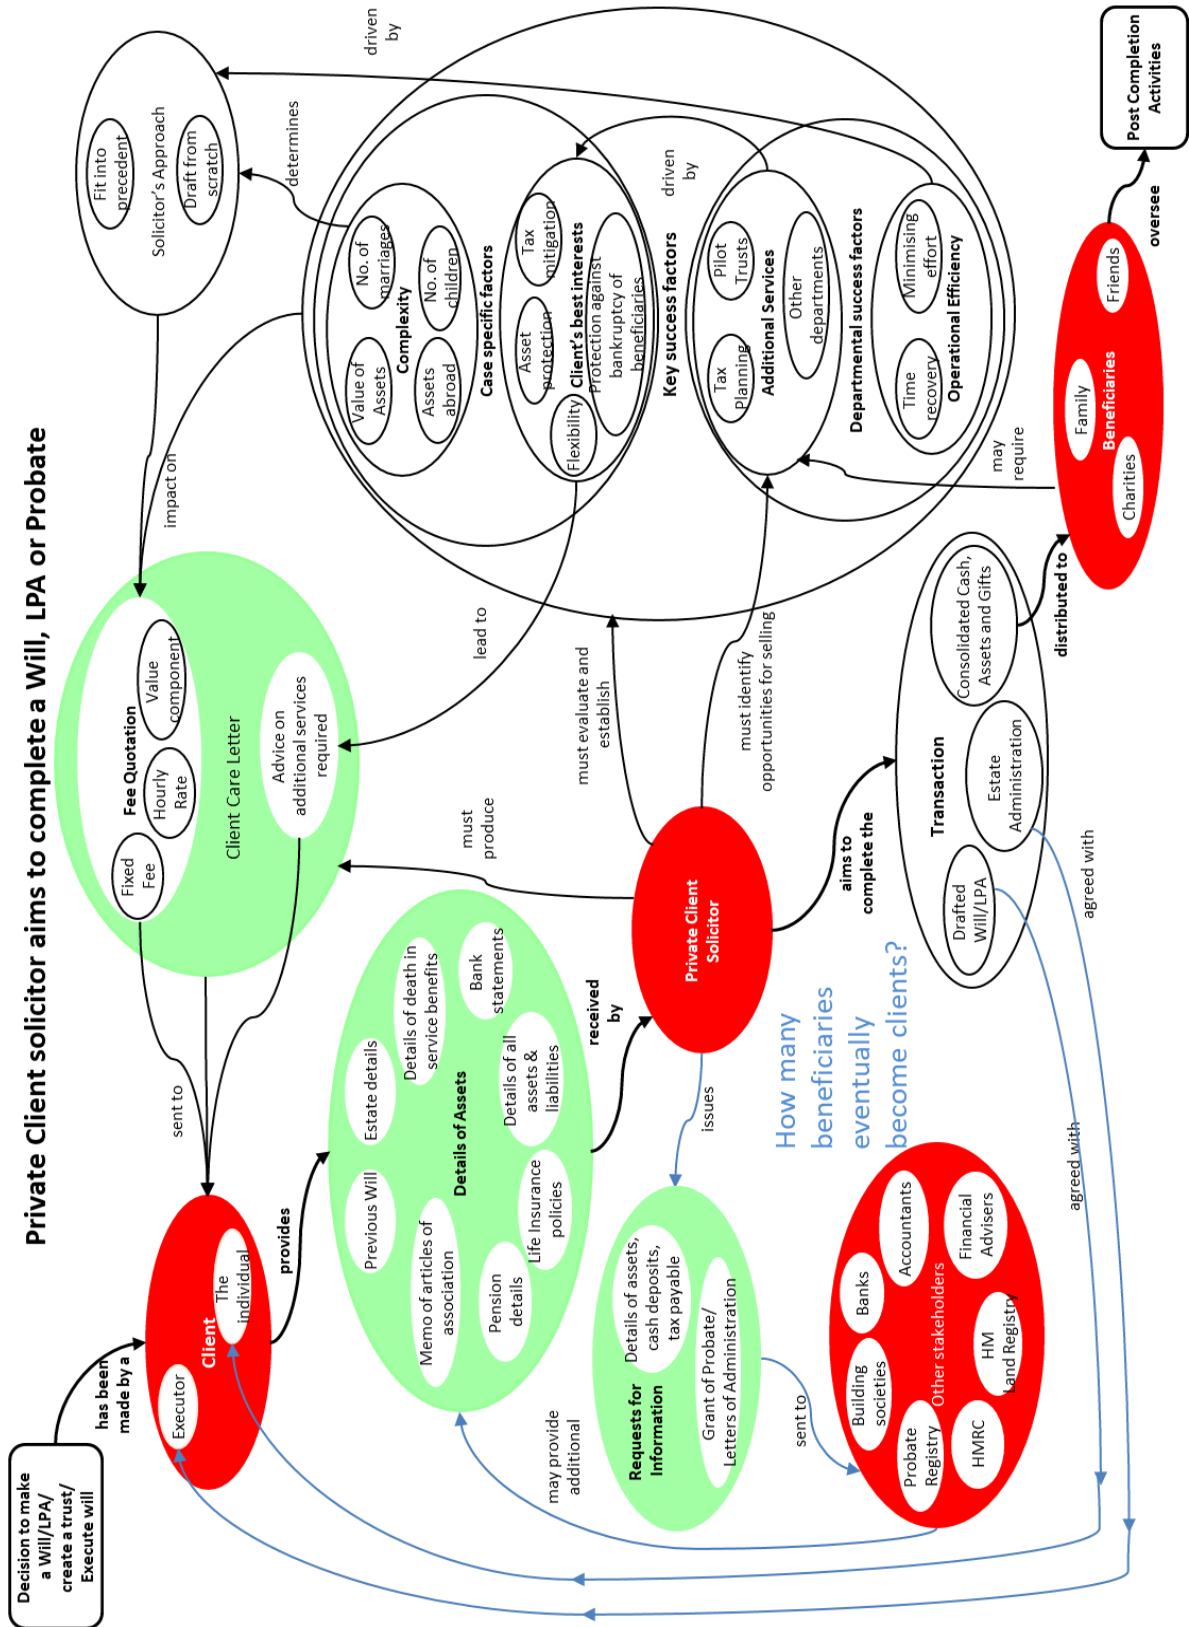 Private Client solicitor aims to complete a Will, LPA or Probate
Decision to make
a Will/LPA/
create a trust/
Execute will
has been
made by a
Executor
Client
The
individual
provides
sent to
Fixed
Fee
Fee Quotation
Hourly
Rate
Value
component
Client Care Letter
Advice on
additional services
required
impact on
Fit into
precedent
Solicitor's Approach
Draft from
scratch
driven
by
determines
Previous Will
Estate details
Details of death in
service benefits
Memo of articles of
association
Details of Assets
Bank
statements
Pension
details
Life Insurance
policies
Details of all
assets &
liabilities
received
by
must
produce
lead to
must evaluate and
establish
must identify
opportunities for selling
Value of
Assets
No. of
marriages
Complexity
Assets
abroad
No. of
children
Case specific factors
Asset
protection
Tax
mitigation
Flexibility
Client's best interests
Protection against
bankruptcy of
beneficiaries
Key success factors
driven
by
Tax
Planning
Pilot
Trusts
Additional Services
Other
departments
Departmental success factors
Time
recovery
Minimising
effort
Operational Efficiency
may provide
additional
Requests for
Information
Details of assets,
cash deposits,
tax payable
Grant of Probate/
Letters of Administration
issues
Private Client
Solicitor
sent to
How many
beneficiaries
eventually
become clients?
aims to
complete the
Building
societies
Banks
Accountants
Probate
Registry
Other stakeholders
HMRC
HM
Land Registry
Financial
Advisers
agreed with
agreed with
Transaction
Drafted
Will/LPA
Estate
Administration
Consolidated Cash,
Assets and Gifts
distributed to
may
require
Family
Beneficiaries
Charities
Friends
oversee
Post Completion
Activities